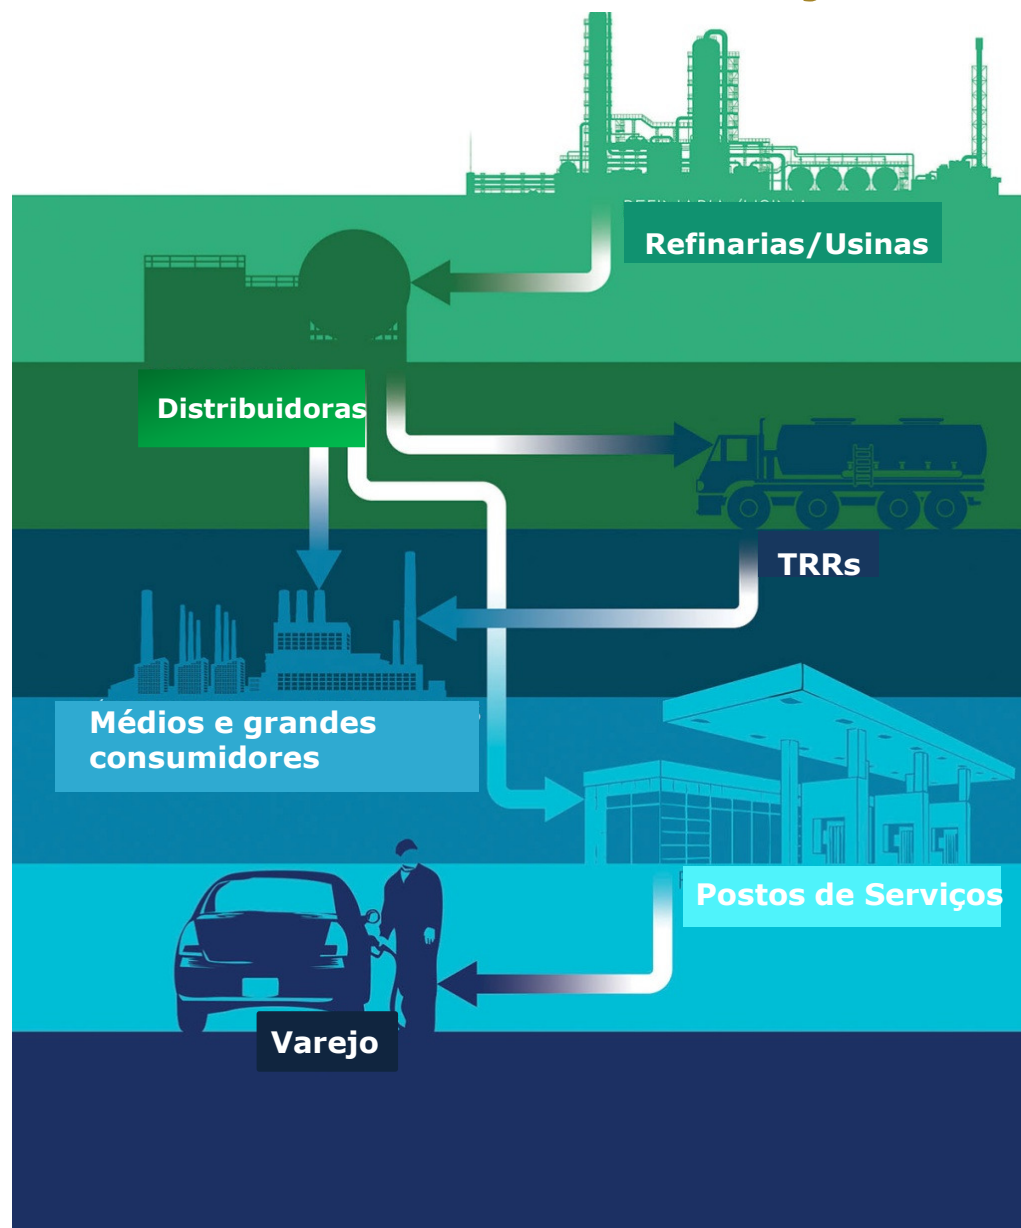 Refinarias/Usinas
Distribuidoras
TRRs
Médios e grandes
consumidores
Postos de Serviços
Varejo